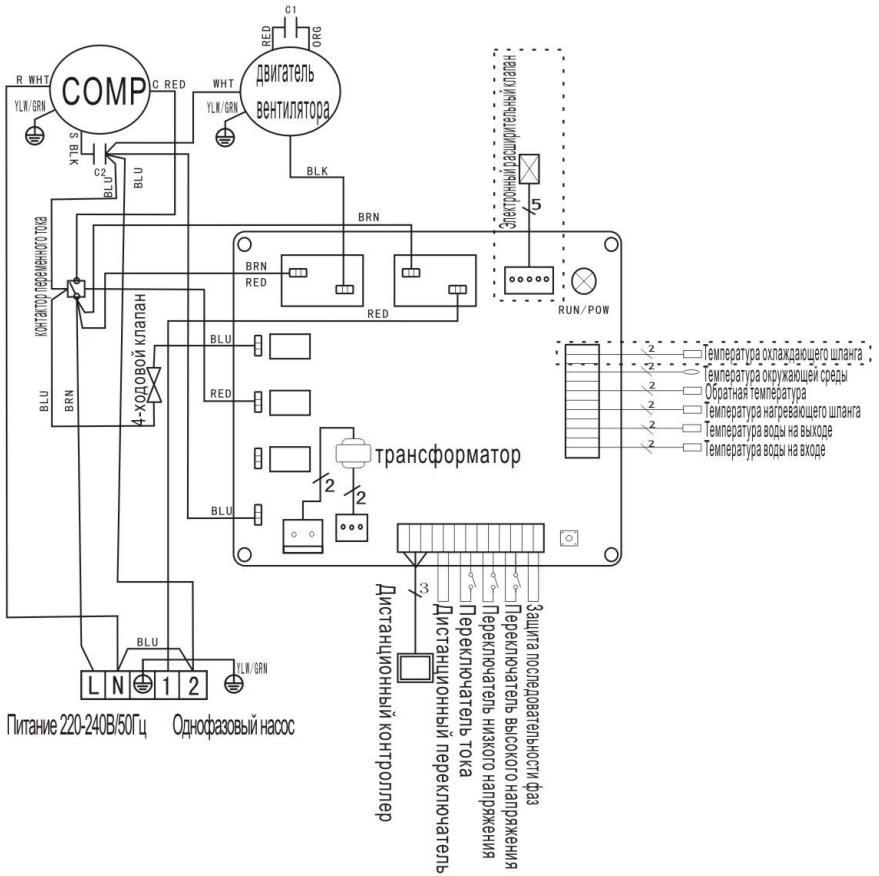 C1
RED
ORG
R WHT
COMP
C RED
WHT
двигатель
вентилятора
YLW/GRN
YLW/GRN
S BLK
C2
BLU
BLU
BLK
Электронный расширительный клапан
5
BRN
BRN
RED
RUN/POW
контактор переменного тока
RED
4-ходовой клапан
BLU
BLU
BRN
RED
2
Температура охлаждающего шланга
2
Температура окружающей среды
2
Обратная температура
2
Температура нагревающего шланга
2
Температура воды на выходе
2
Температура воды на входе
трансформатор
2
2
BLU
3
Дистанционный контроллер
Дистанционный переключатель
Переключатель тока
Переключатель низкого напряжения
Переключатель высокого напряжения
Защита последовательности фаз
BLU
YLW/GRN
L N 1 2
Питание 220-240В/50Гц
Однофазовый насос